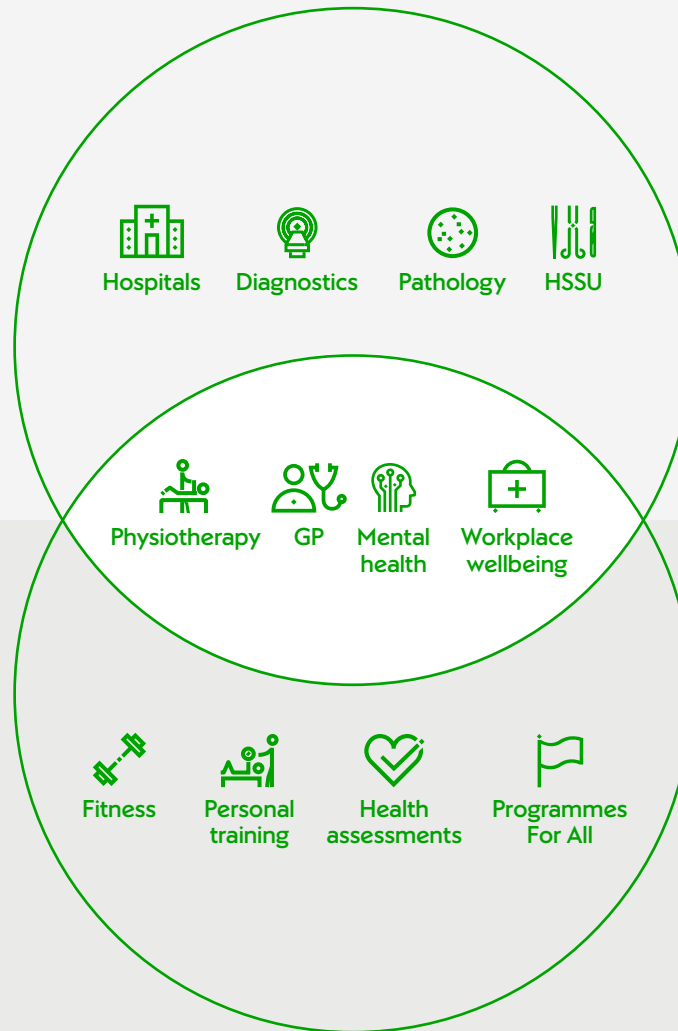 Hospitals
Diagnostics
Pathology
HSSU
Physiotherapy
GP
Mental
health
Workplace
wellbeing
Fitness
Personal
training
Health
assessments
Programmes
For All